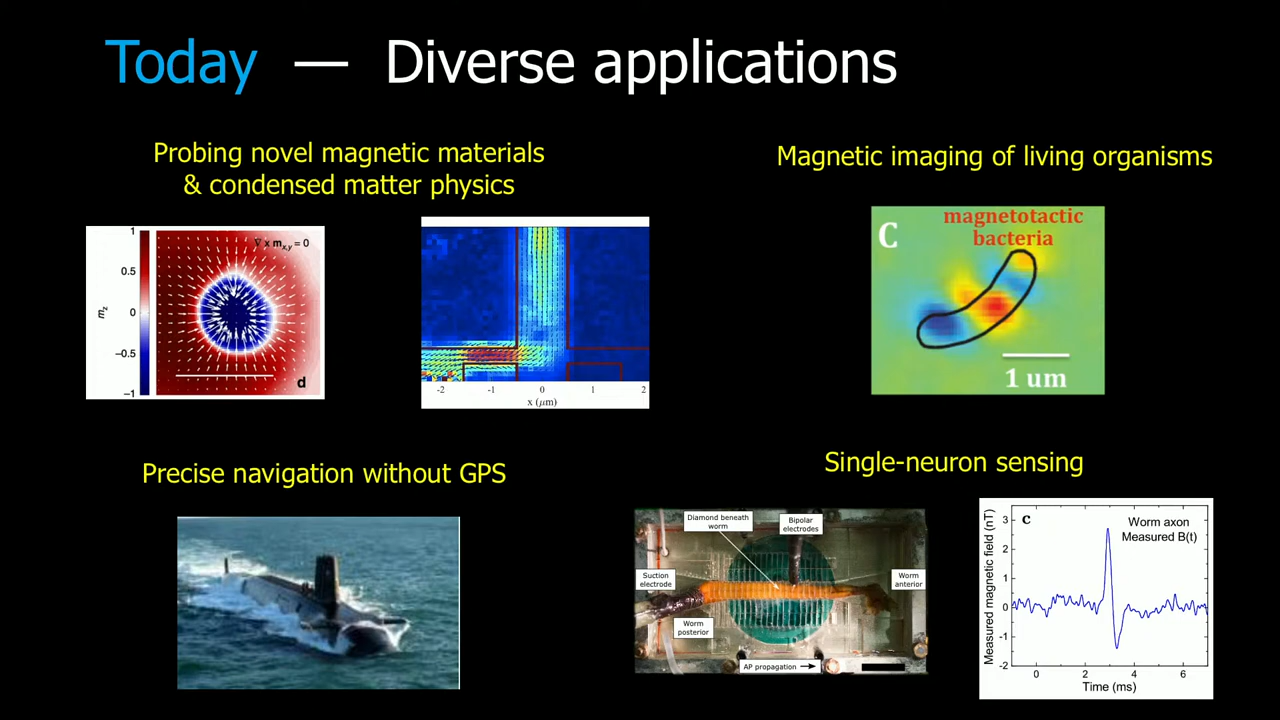 Today — Diverse applications
Probing novel magnetic materials
& condensed matter physics
1
0.5
0
−0.5
−1
m_z
∇ x m_x,y = 0
d
-2 -1 0 1 2
x (μm)
Magnetic imaging of living organisms
C
magnetotactic
bacteria
1 um
Precise navigation without GPS
Single-neuron sensing
Diamond beneath
worm
Bipolar
electrodes
Suction
electrode
Worm
anterior
Worm
posterior
AP propagation →
c
Worm axon
Measured B(t)
Measured magnetic field (nT)
3
2
1
0
-1
-2
0 2 4 6
Time (ms)